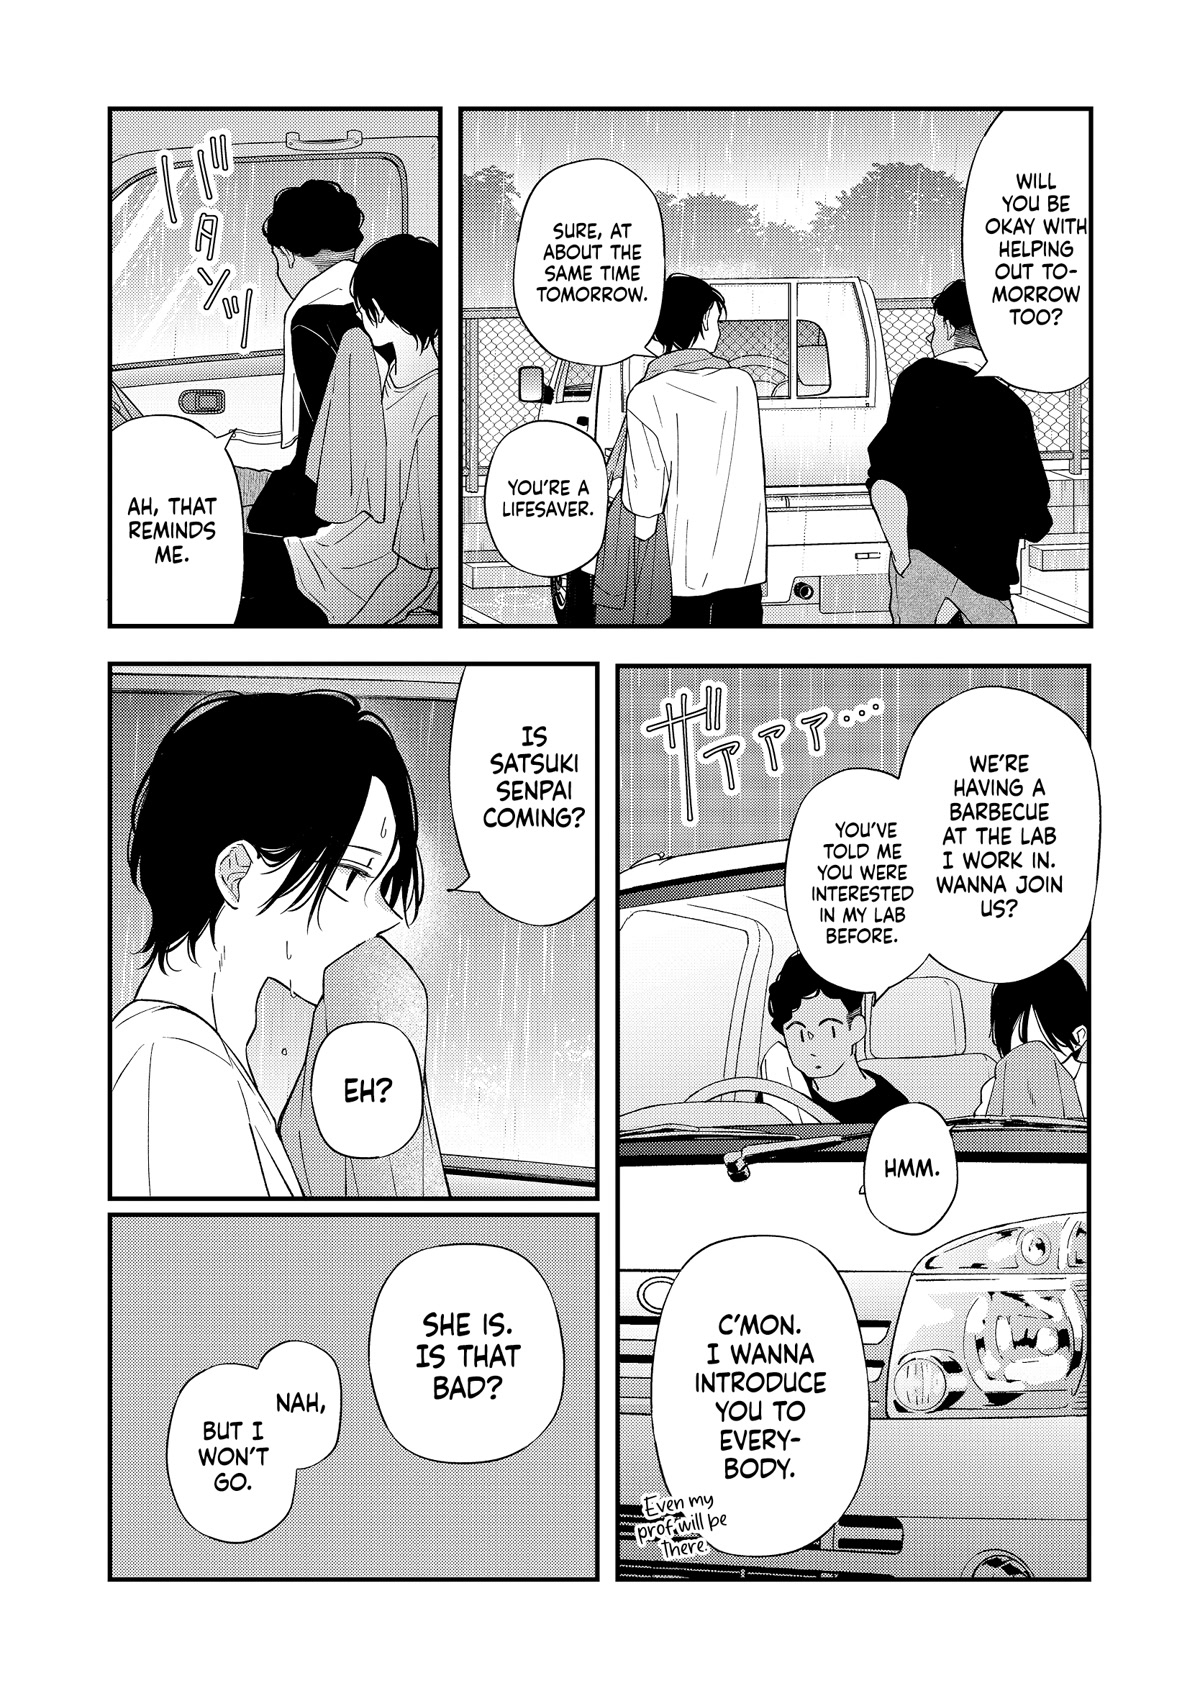 WILL
YOU BE
OKAY WITH
HELPING
OUT TO-
MORROW
TOO?
SURE, AT
ABOUT THE
SAME TIME
TOMORROW.
YOU'RE A
LIFESAVER.
ザザ
タンッ
AH, THAT
REMINDS
ME.
WE'RE
HAVING A
BARBECUE
AT THE LAB
I WORK IN.
WANNA JOIN
US?
YOU'VE
TOLD ME
YOU WERE
INTERESTED
IN MY LAB
BEFORE.
ザァァァ…
HMM.
C'MON.
I WANNA
INTRODUCE
YOU TO
EVERY-
BODY.
Even my
prof will be
there.
IS
SATSUKI
SENPAI
COMING?
EH?
SHE IS.
IS THAT
BAD?
NAH,
BUT I
WON'T
GO.